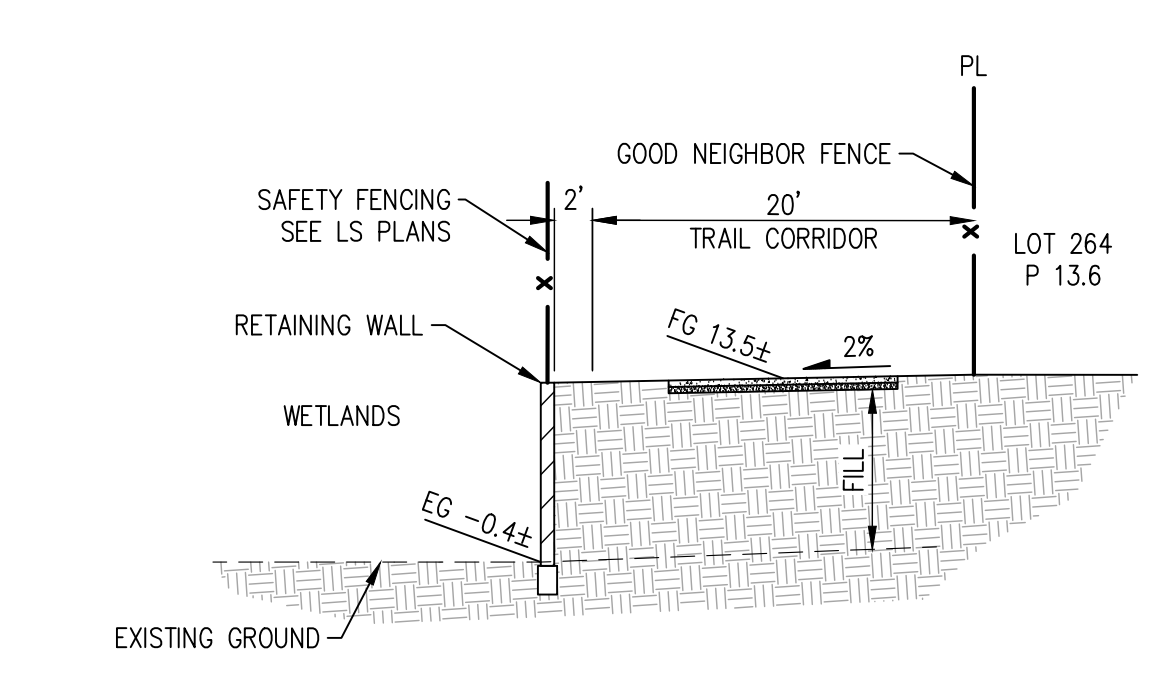 PL
GOOD NEIGHBOR FENCE
SAFETY FENCING
SEE LS PLANS
2'
20'
TRAIL CORRIDOR
LOT 264
P 13.6
RETAINING WALL
FG 13.5±
2%
WETLANDS
FILL
EG -0.4±
EXISTING GROUND